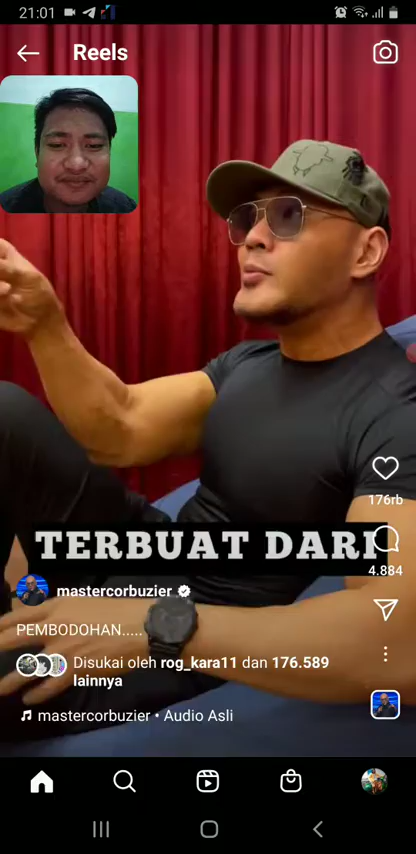 21:01
Reels
176rb
TERBUAT DARI
4.884
mastercorbuzier
PEMBODOHAN.....
Disukai oleh rog_kara11 dan 176.589
lainnya
mastercorbuzier • Audio Asli